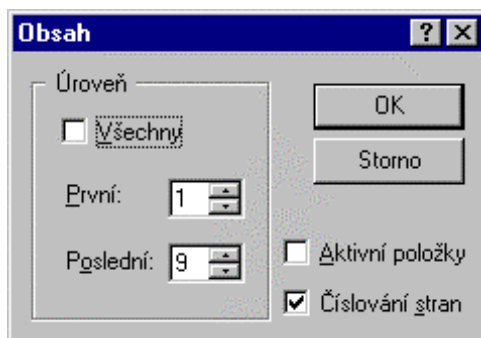 Obsah
Úroveň
Všechny
První: 1
Poslední: 9
OK
Storno
Aktivní položky
Číslování stran